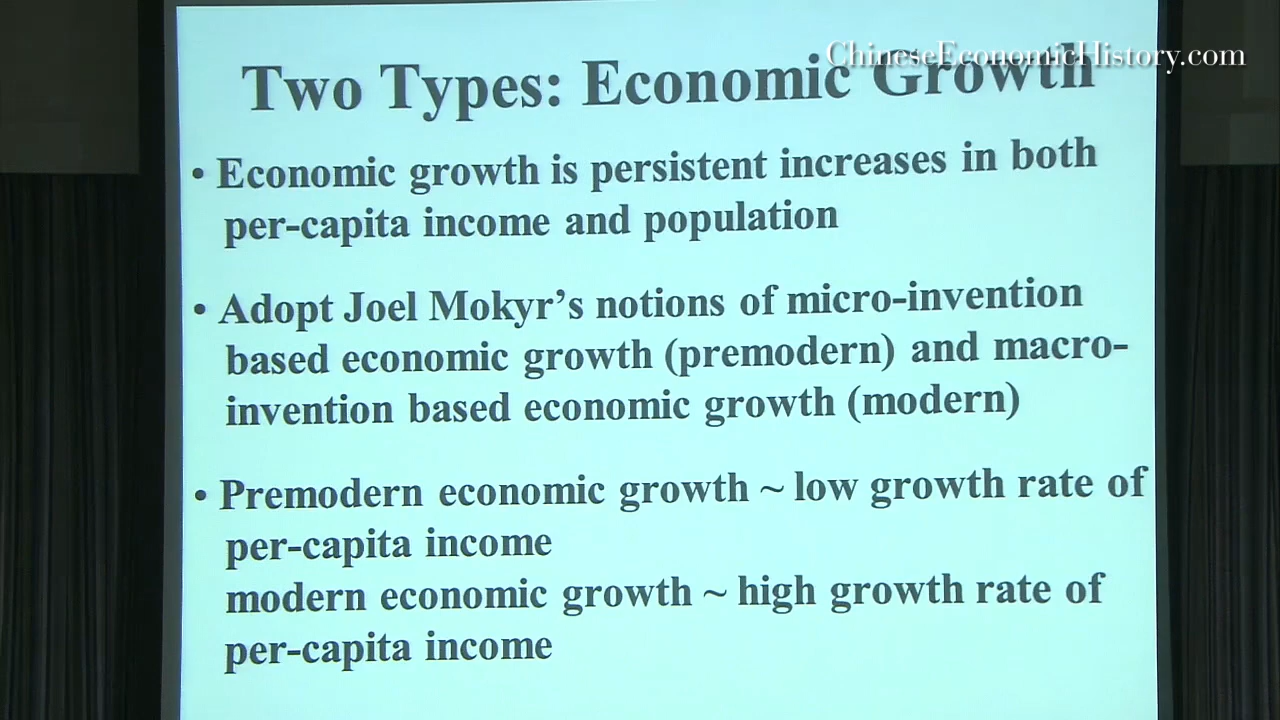 ChineseEconomicHistory.com
Two Types: Economic Growth
• Economic growth is persistent increases in both
per-capita income and population
• Adopt Joel Mokyr's notions of micro-invention
based economic growth (premodern) and macro-
invention based economic growth (modern)
• Premodern economic growth ~ low growth rate of
per-capita income
modern economic growth ~ high growth rate of
per-capita income